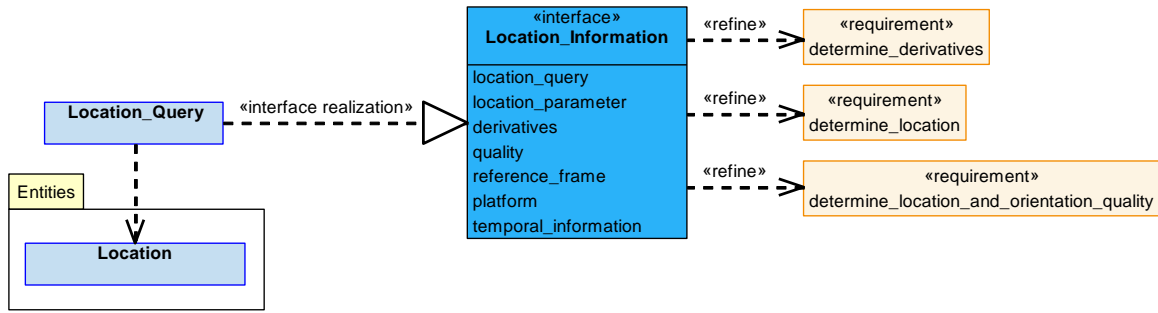 Location_Query
«interface realization»
Entities
Location
«interface»
Location_Information
location_query
location_parameter
derivatives
quality
reference_frame
platform
temporal_information
«refine»
«requirement»
determine_derivatives
«refine»
«requirement»
determine_location
«refine»
«requirement»
determine_location_and_orientation_quality